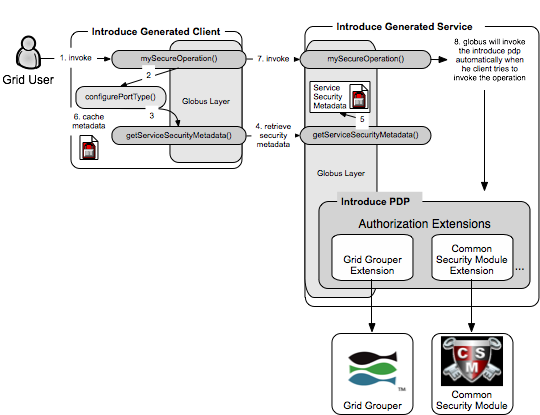 Introduce Generated Client
Introduce Generated Service
Grid User
1. invoke
mySecureOperation()
7. invoke
mySecureOperation()
8. globus will invoke
the introduce pdp
automatically when
he client tries to
invoke the operation
2
configurePortType()
Globus Layer
3
6. cache
metadata
getServiceSecurityMetadata()
4. retrieve
security
metadata
Service
Security
Metadata
5
getServiceSecurityMetadata()
Globus Layer
Introduce PDP
Authorization Extensions
Grid Grouper
Extension
Common
Security Module
Extension
...
Grid Grouper
CSM
Common
Security Module